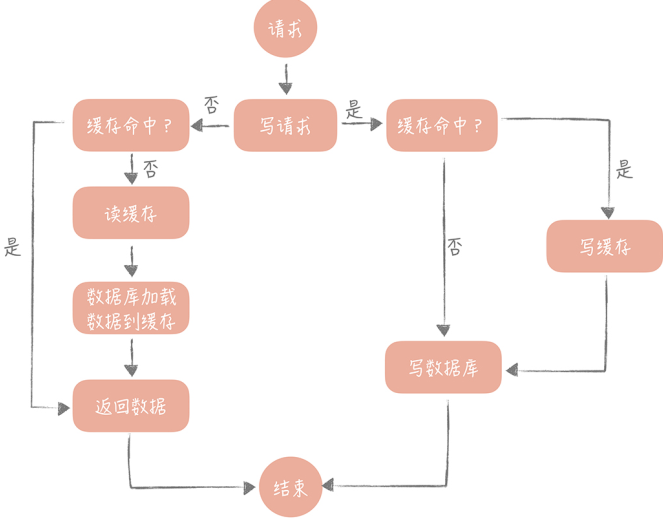 请求
否
是
缓存命中？
写请求
缓存命中？
否
是
读缓存
是
否
写缓存
数据库加载
数据到缓存
写数据库
返回数据
结束